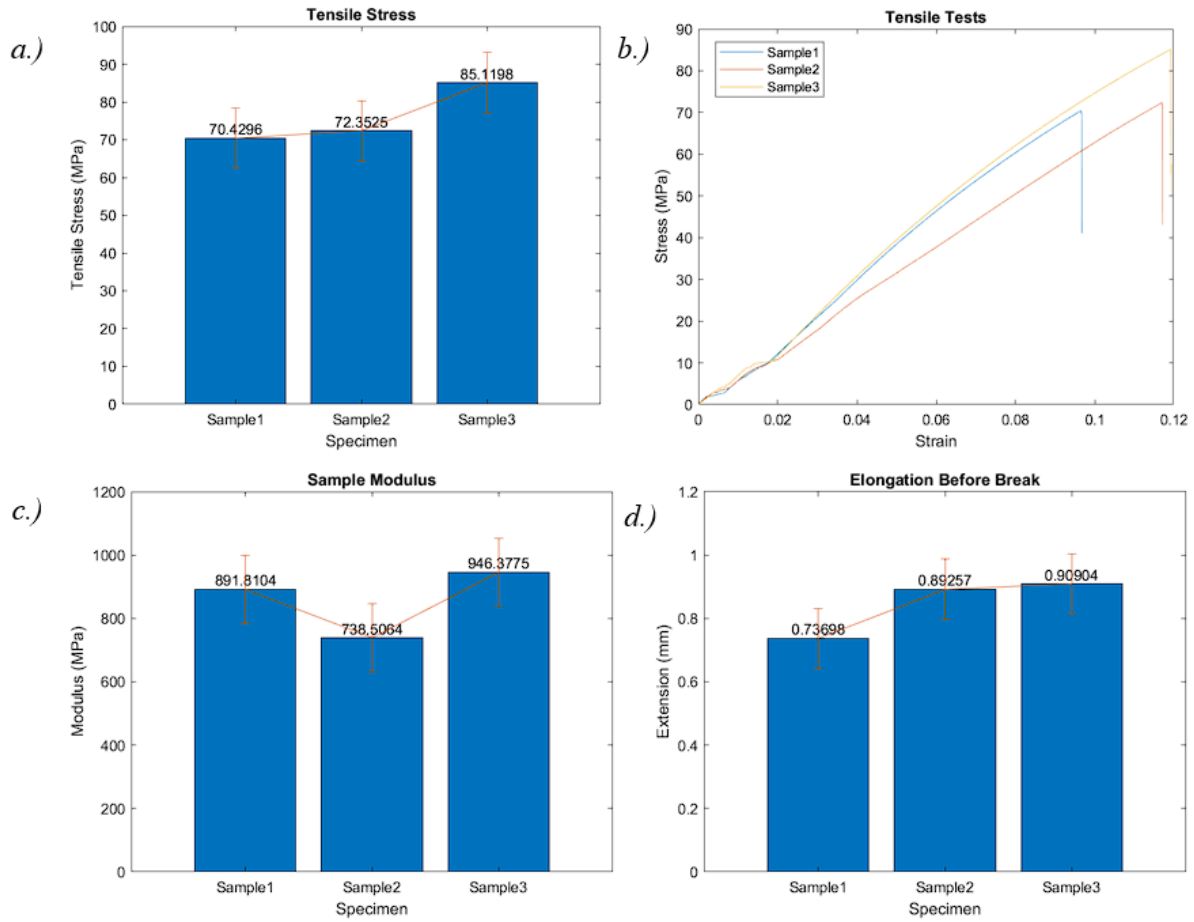 a.)
Tensile Stress
Tensile Stress (MPa)
100
90
80
70
60
50
40
30
20
10
0
70.4296
72.3525
85.1198
Sample1
Sample2
Sample3
Specimen
b.)
Tensile Tests
Stress (MPa)
90
80
70
60
50
40
30
20
10
0
Sample1
Sample2
Sample3
0
0.02
0.04
0.06
0.08
0.1
0.12
Strain
c.)
Sample Modulus
Modulus (MPa)
1200
1000
800
600
400
200
0
891.8104
738.5064
946.3775
Sample1
Sample2
Sample3
Specimen
d.)
Elongation Before Break
Extension (mm)
1.2
1
0.8
0.6
0.4
0.2
0
0.73698
0.89257
0.90904
Sample1
Sample2
Sample3
Specimen